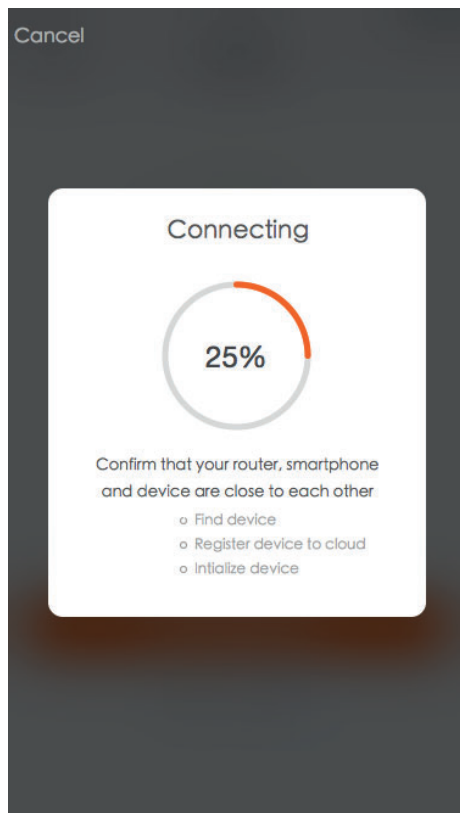 Cancel
Connecting
25%
Confirm that your router, smartphone
and device are close to each other
Find device
Register device to cloud
Intialize device